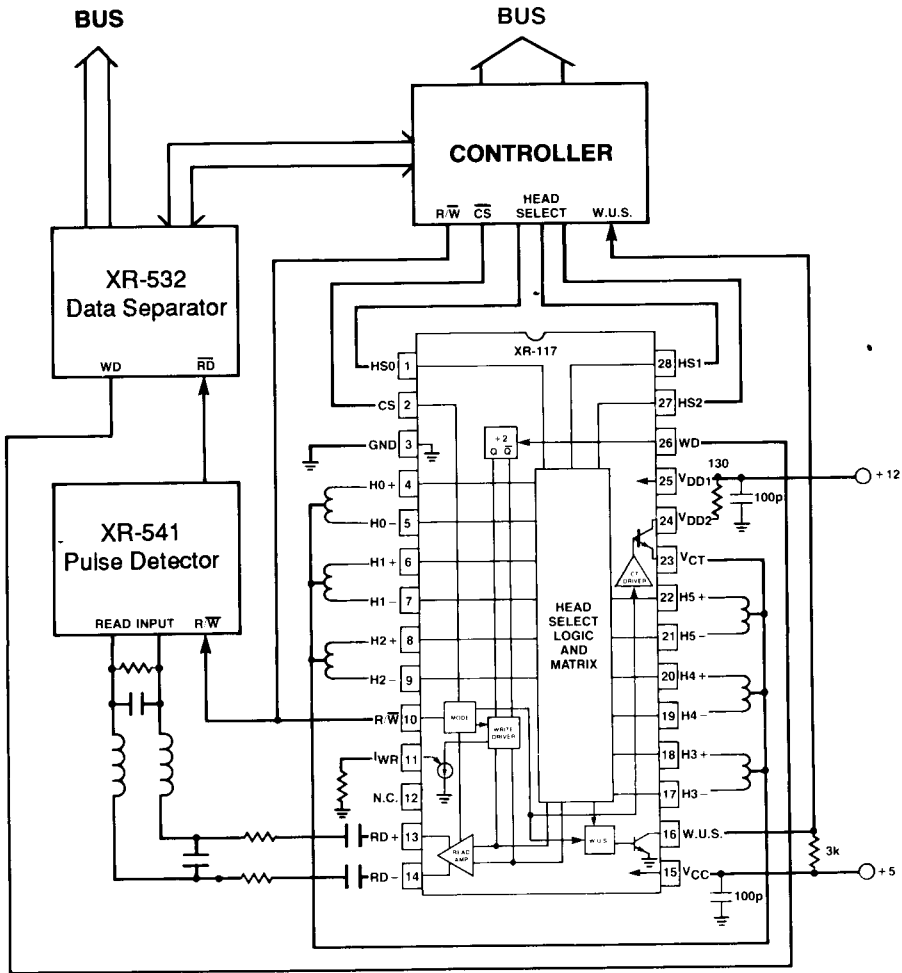 BUS
BUS
CONTROLLER
R/W̅ C̅S̅ HEAD SELECT W.U.S.
XR-532
Data Separator
WD R̅D̅
XR-541
Pulse Detector
READ INPUT R/W̅
XR-117
HS0 1
CS 2
GND 3
H0+ 4
H0- 5
H1+ 6
H1- 7
H2+ 8
H2- 9
R/W̅ 10
IWR 11
N.C. 12
RD+ 13
RD- 14
÷2
Q Q̅
HEAD
SELECT
LOGIC
AND
MATRIX
MODE
WRITE
DRIVER
READ
AMP
W.U.S
CT
DRIVER
28 HS1
27 HS2
26 WD
25 VDD1
24 VDD2
23 VCT
22 H5+
21 H5-
20 H4+
19 H4-
18 H3+
17 H3-
16 W.U.S.
15 VCC
130
100p
+12
3k
+5
100p